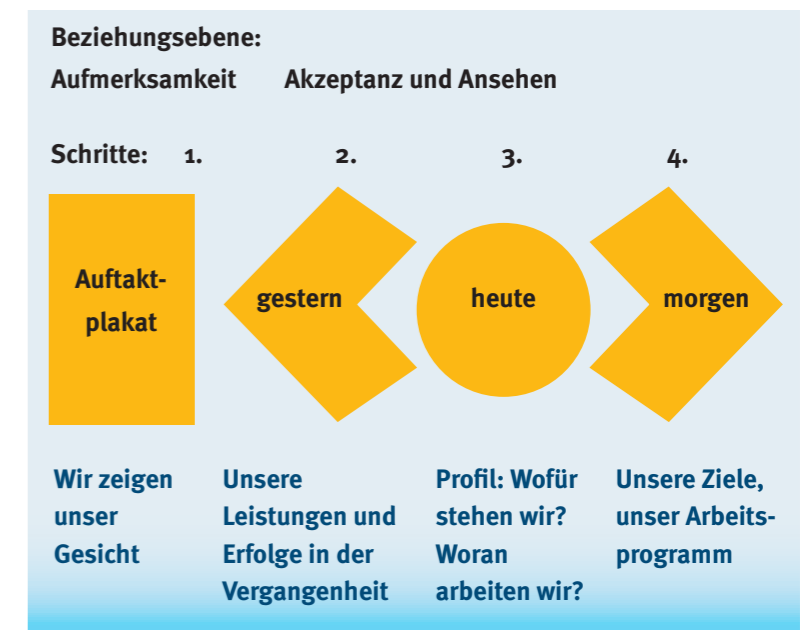 Beziehungsebene:
Aufmerksamkeit Akzeptanz und Ansehen
Schritte: 1. 2. 3. 4.
Auftakt-
plakat
gestern
heute
morgen
Wir zeigen
unser
Gesicht
Unsere
Leistungen und
Erfolge in der
Vergangenheit
Profil: Wofür
stehen wir?
Woran
arbeiten wir?
Unsere Ziele,
unser Arbeits-
programm